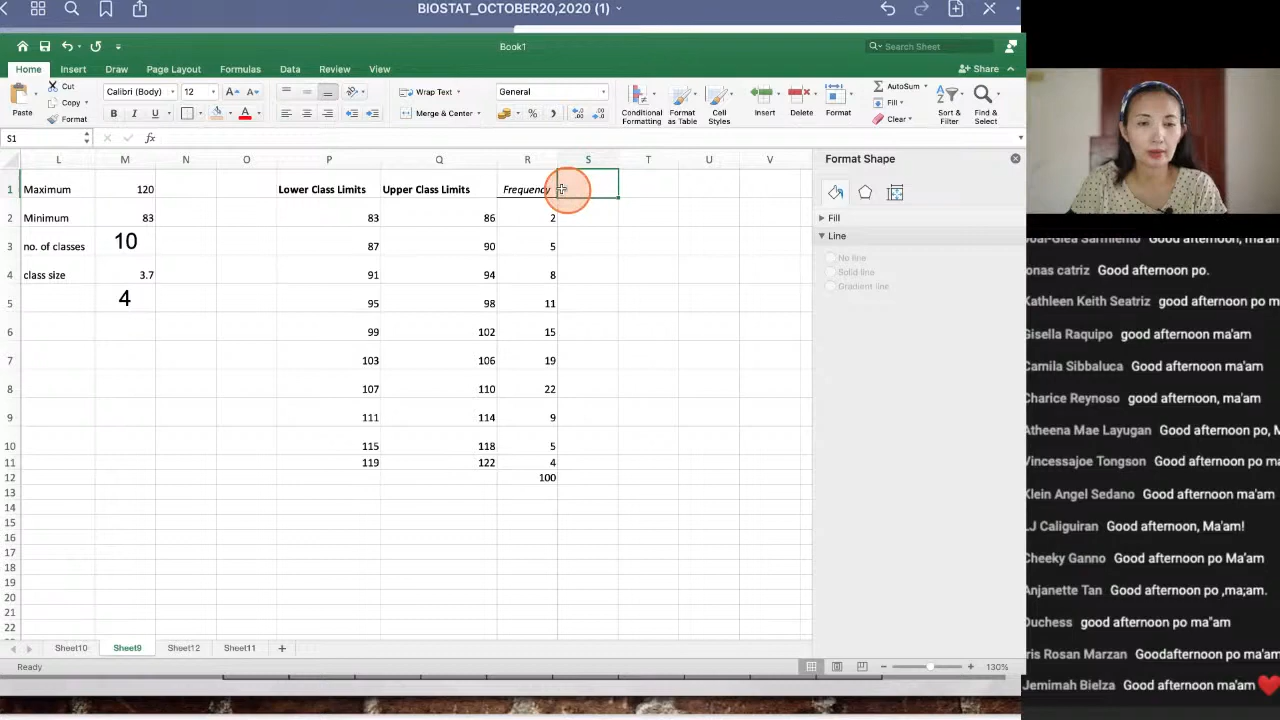 BIOSTAT_OCTOBER20,2020 (1)
Book1
Search Sheet
Home Insert Draw Page Layout Formulas Data Review View
Share
Paste
Cut
Copy
Format
Calibri (Body) 12
B I U
Wrap Text
Merge & Center
General
Conditional Formatting
Format as Table
Cell Styles
Insert
Delete
Format
AutoSum
Fill
Clear
Sort & Filter
Find & Select
S1
fx
L M N O P Q R S T U V
1 Maximum 120 Lower Class Limits Upper Class Limits Frequency
2 Minimum 83 83 86 2
3 no. of classes 10 87 90 5
4 class size 3.7 91 94 8
5 4 95 98 11
6 99 102 15
7 103 106 19
8 107 110 22
9 111 114 9
10 115 118 5
11 119 122 4
12 100
13
14
15
16
17
18
19
20
21
22
Format Shape
Fill
Line
No line
Solid line
Gradient line
Sheet10 Sheet9 Sheet12 Sheet11
Ready
130%
Good afternoon, ma'am
onas catriz Good afternoon po.
Kathleen Keith Seatriz good afternoon po m
Gisella Raquipo good afternoon ma'am
Camila Sibbaluca Good afternoon ma'am
Charice Reynoso good afternoon, ma'am
Atheena Mae Layugan Good afternoon po, M
Vincessajoe Tongson Good afternoon po ma
Klein Angel Sedano Good afternoon ma'am
LJ Caliguiran Good afternoon, Ma'am!
Cheeky Ganno Good afternoon po Ma'am
Anjanette Tan Good afternoon po ,ma;am.
Duchess good afternoon po ma"am
ris Rosan Marzan Goodafternoon po ma'am
Jemimah Bielza Good afternoon ma'am